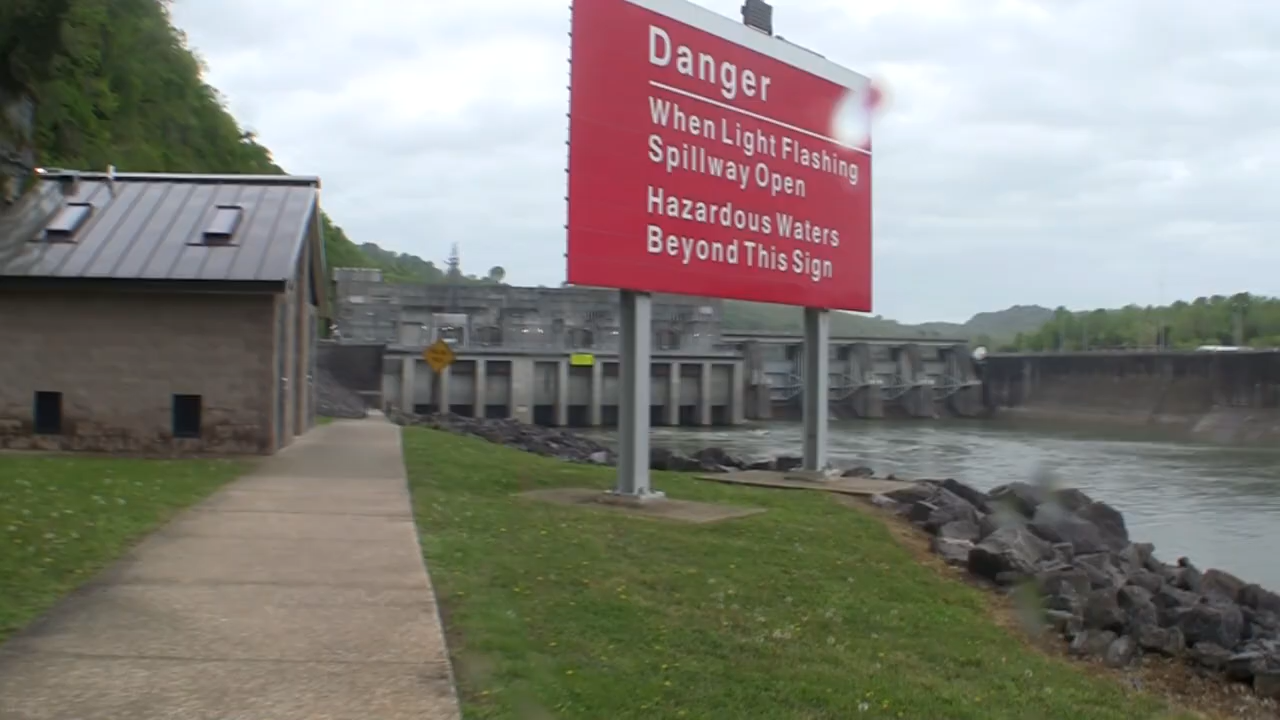 Danger
When Light Flashing
Spillway Open
Hazardous Waters
Beyond This Sign